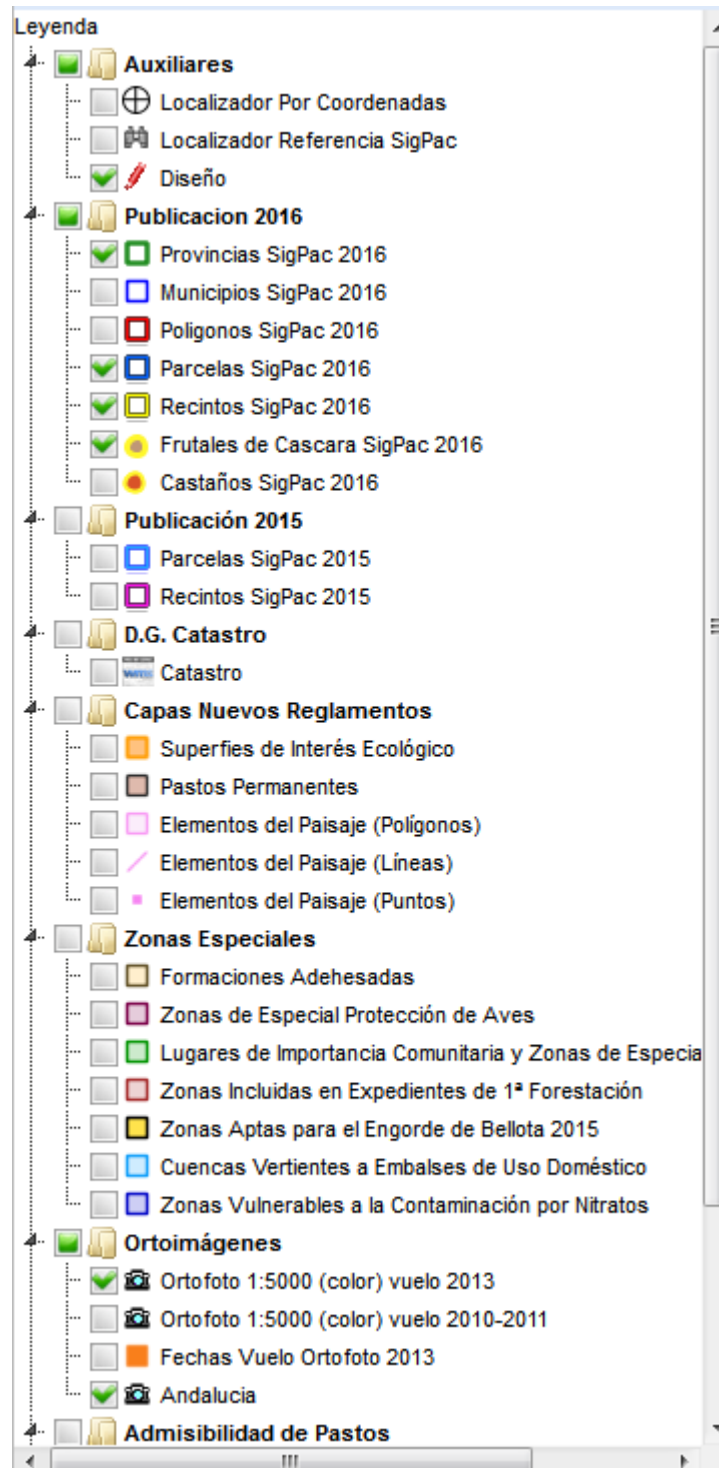 Leyenda
Auxiliares
Localizador Por Coordenadas
Localizador Referencia SigPac
Diseño
Publicacion 2016
Provincias SigPac 2016
Municipios SigPac 2016
Poligonos SigPac 2016
Parcelas SigPac 2016
Recintos SigPac 2016
Frutales de Cascara SigPac 2016
Castaños SigPac 2016
Publicación 2015
Parcelas SigPac 2015
Recintos SigPac 2015
D.G. Catastro
Catastro
Capas Nuevos Reglamentos
Superfies de Interés Ecológico
Pastos Permanentes
Elementos del Paisaje (Polígonos)
Elementos del Paisaje (Líneas)
Elementos del Paisaje (Puntos)
Zonas Especiales
Formaciones Adehesadas
Zonas de Especial Protección de Aves
Lugares de Importancia Comunitaria y Zonas de Especia
Zonas Incluidas en Expedientes de 1ª Forestación
Zonas Aptas para el Engorde de Bellota 2015
Cuencas Vertientes a Embalses de Uso Doméstico
Zonas Vulnerables a la Contaminación por Nitratos
Ortoimágenes
Ortofoto 1:5000 (color) vuelo 2013
Ortofoto 1:5000 (color) vuelo 2010-2011
Fechas Vuelo Ortofoto 2013
Andalucia
Admisibilidad de Pastos